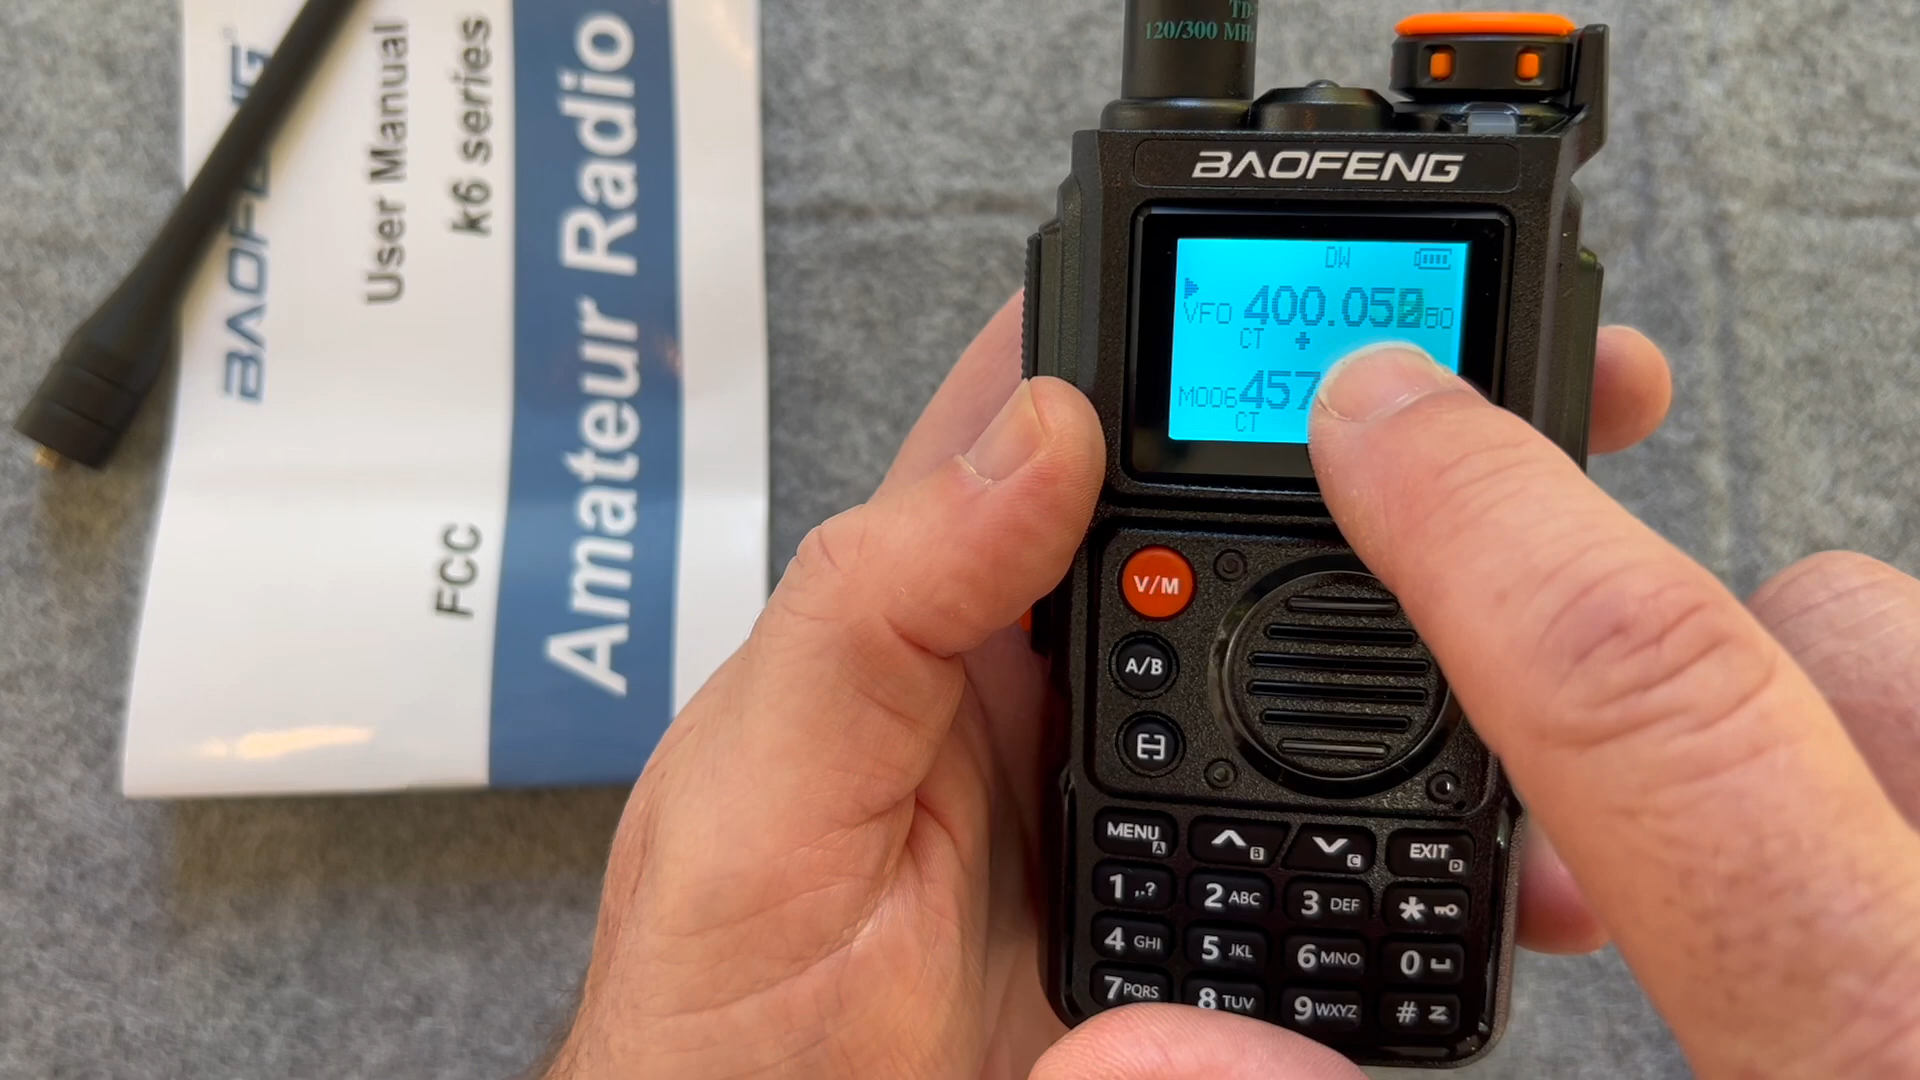 BAOFENG
User Manual
k6 series
FCC
Amateur Radio
120/300 MH
BAOFENG
DW
VFO 400.05
CT +
M006 457
CT
V/M
A/B
MENU A
B
C
EXIT D
1 ,.?
2 ABC
3 DEF
*
4 GHI
5 JKL
6 MNO
0
7 PQRS
8 TUV
9 WXYZ
#